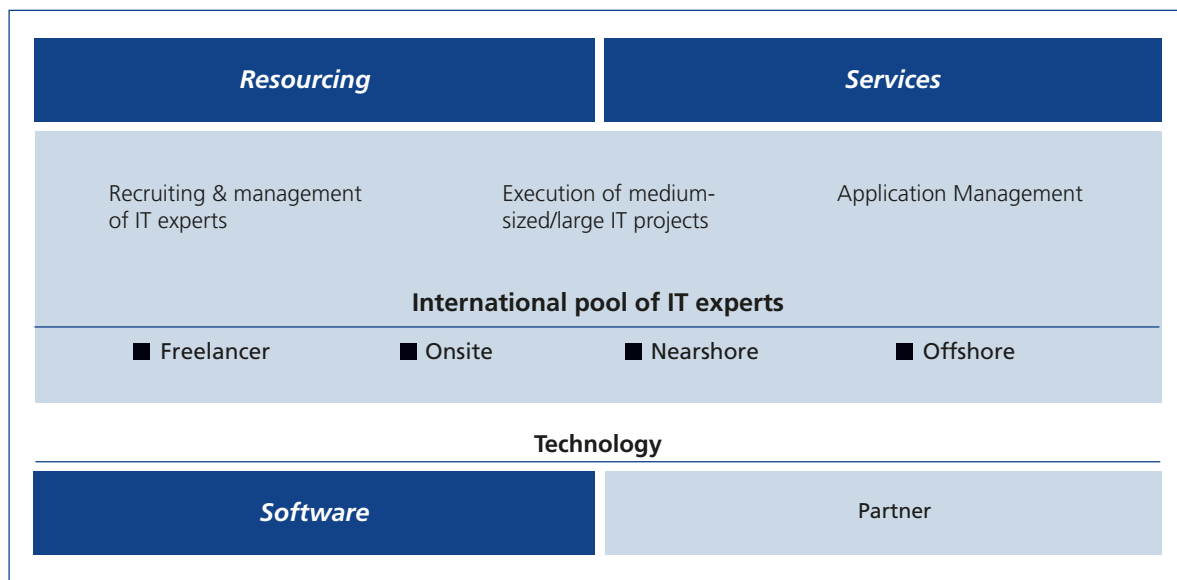 Resourcing
Services
Recruiting & management
of IT experts
Execution of medium-
sized/large IT projects
Application Management
International pool of IT experts
Freelancer
Onsite
Nearshore
Offshore
Technology
Software
Partner